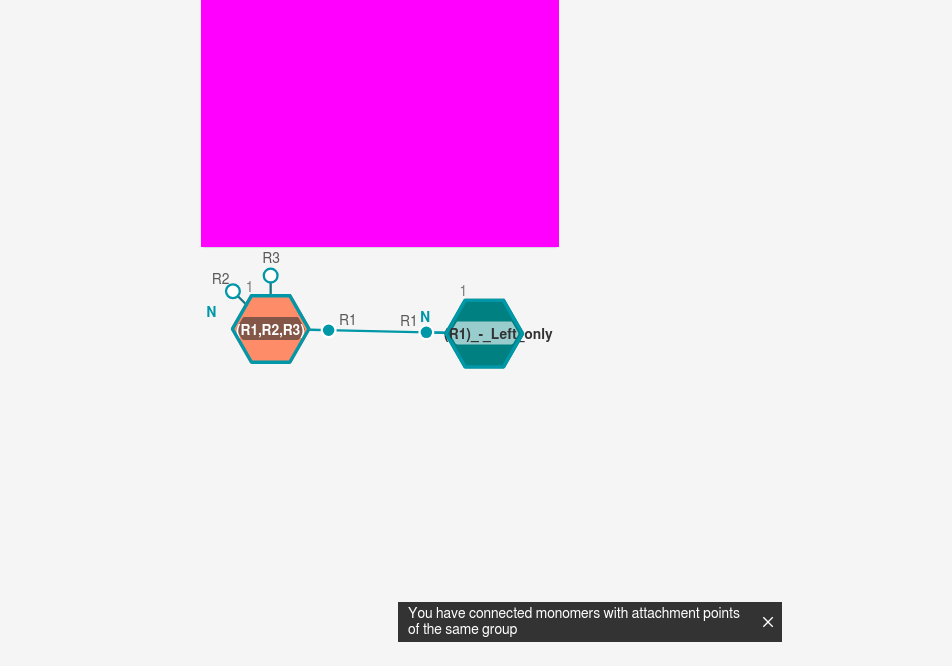 R3
R2
1
N
(R1,R2,R3)
R1
R1
N
1
(R1)_-_Left_only
You have connected monomers with attachment points
of the same group